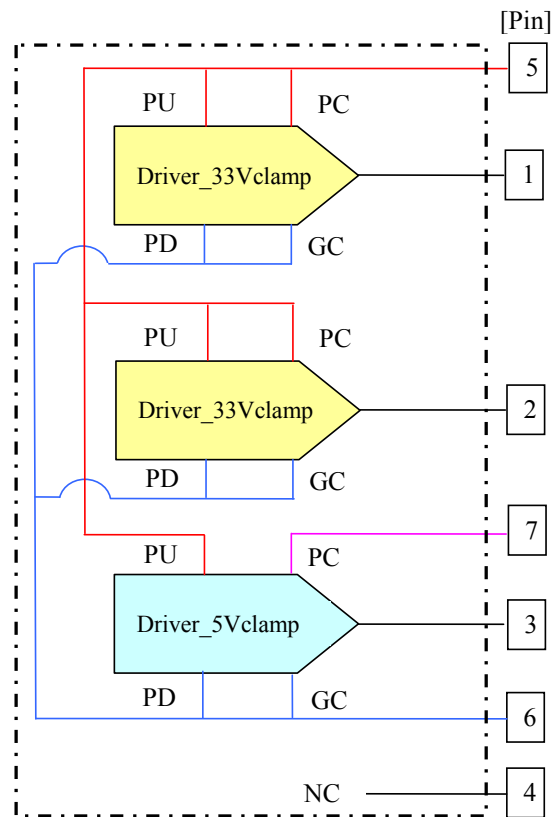 [Pin]
5
PU PC
Driver_33Vclamp
1
PD GC
PU PC
Driver_33Vclamp
2
PD GC
7
PU PC
Driver_5Vclamp
3
PD GC
6
NC
4